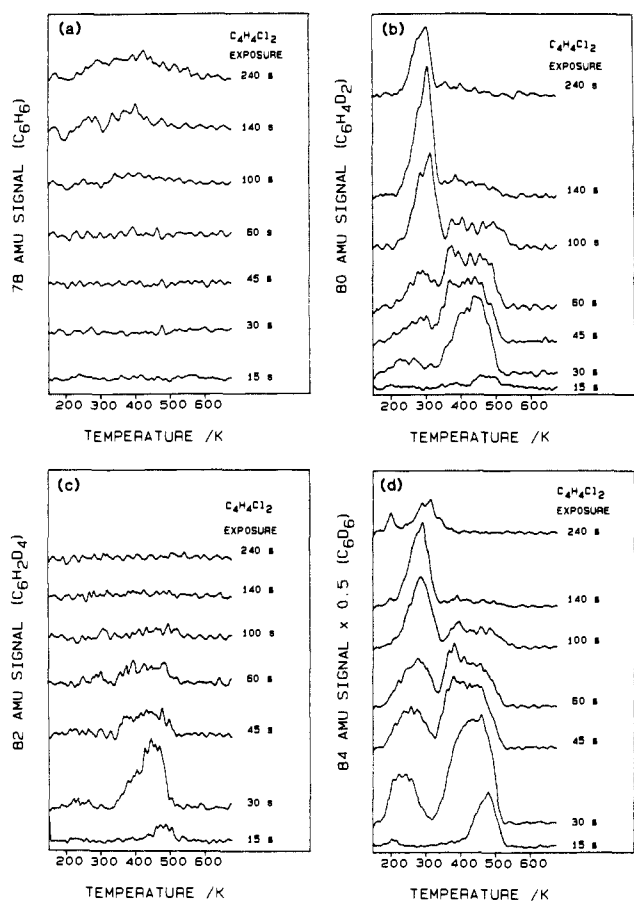 (a)
C4H4Cl2
EXPOSURE
240 s
140 s
100 s
60 s
45 s
30 s
15 s
200 300 400 500 600
TEMPERATURE /K
78 AMU SIGNAL (C6H6)
(b)
C4H4Cl2
EXPOSURE
240 s
140 s
100 s
60 s
45 s
30 s
15 s
200 300 400 500 600
TEMPERATURE /K
80 AMU SIGNAL (C6H4D2)
(c)
C4H4Cl2
EXPOSURE
240 s
140 s
100 s
60 s
45 s
30 s
15 s
200 300 400 500 600
TEMPERATURE /K
82 AMU SIGNAL (C6H2D4)
(d)
C4H4Cl2
EXPOSURE
240 s
140 s
100 s
60 s
45 s
30 s
15 s
200 300 400 500 600
TEMPERATURE /K
84 AMU SIGNAL x 0.5 (C6D6)